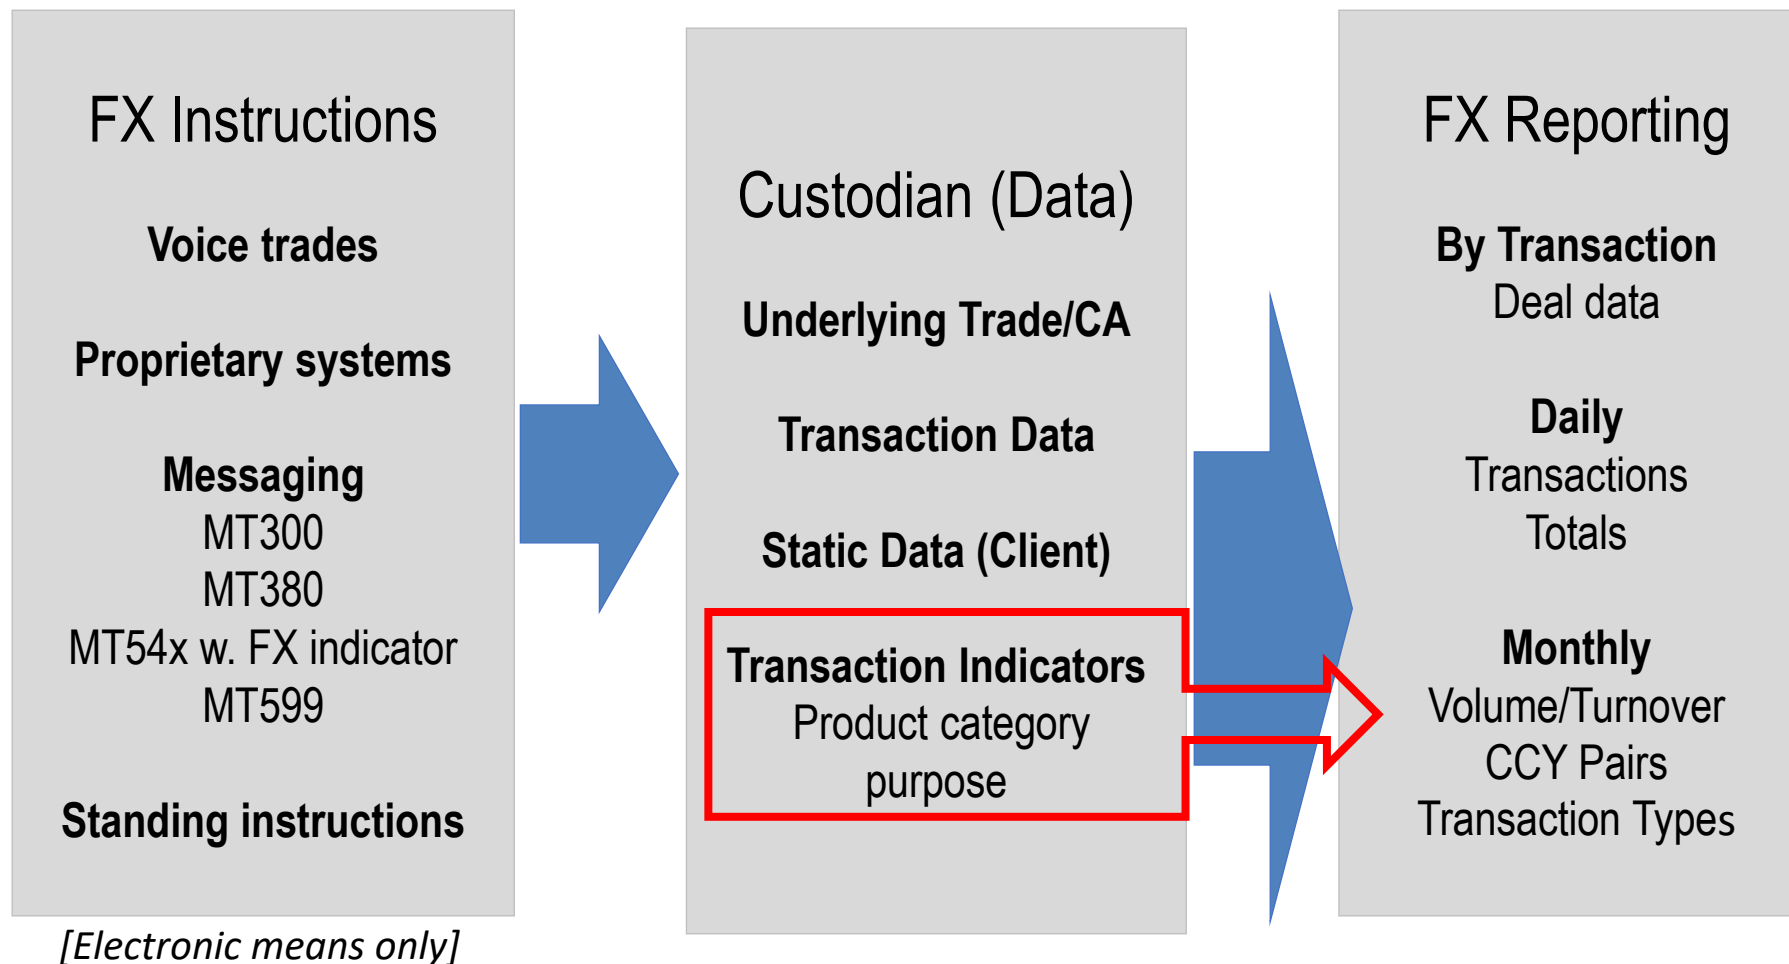 FX Instructions
Voice trades
Proprietary systems
Messaging
MT300
MT380
MT54x w. FX indicator
MT599
Standing instructions
[Electronic means only]
Custodian (Data)
Underlying Trade/CA
Transaction Data
Static Data (Client)
Transaction Indicators
Product category
purpose
FX Reporting
By Transaction
Deal data
Daily
Transactions
Totals
Monthly
Volume/Turnover
CCY Pairs
Transaction Types